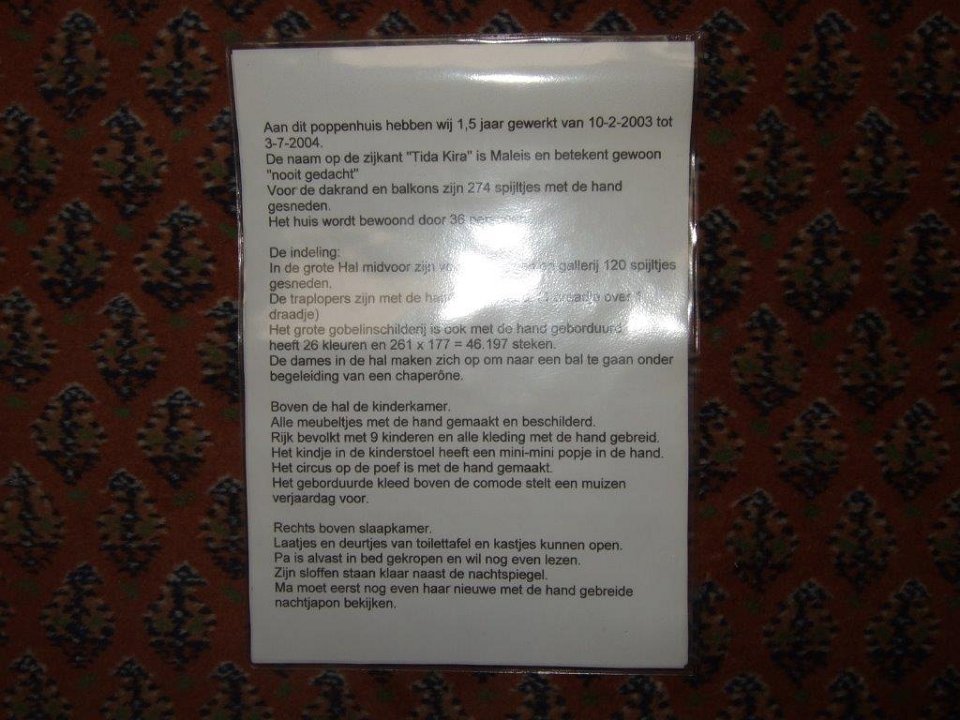 Aan dit poppenhuis hebben wij 1,5 jaar gewerkt van 10-2-2003 tot
3-7-2004.
De naam op de zijkant "Tida Kira" is Maleis en betekent gewoon
"nooit gedacht"
Voor de dakrand en balkons zijn 274 spijltjes met de hand
gesneden.
Het huis wordt bewoond door 36 personen.
De indeling:
In de grote Hal midvoor zijn gallerij 120 spijltjes
gesneden.
De traplopers zijn met de draadje over 1
draadje)
Het grote gobelinschilderij is ook met de hand geborduurd
heeft 26 kleuren en 261 x 177 = 46.197 steken.
De dames in de hal maken zich op om naar een bal te gaan onder
begeleiding van een chaperône.
Boven de hal de kinderkamer.
Alle meubeltjes met de hand gemaakt en beschilderd.
Rijk bevolkt met 9 kinderen en alle kleding met de hand gebreid.
Het kindje in de kinderstoel heeft een mini-mini popje in de hand.
Het circus op de poef is met de hand gemaakt.
Het geborduurde kleed boven de comode stelt een muizen
verjaardag voor.
Rechts boven slaapkamer.
Laatjes en deurtjes van toilettafel en kastjes kunnen open.
Pa is alvast in bed gekropen en wil nog even lezen.
Zijn sloffen staan klaar naast de nachtspiegel.
Ma moet eerst nog even haar nieuwe met de hand gebreide
nachtjapon bekijken.